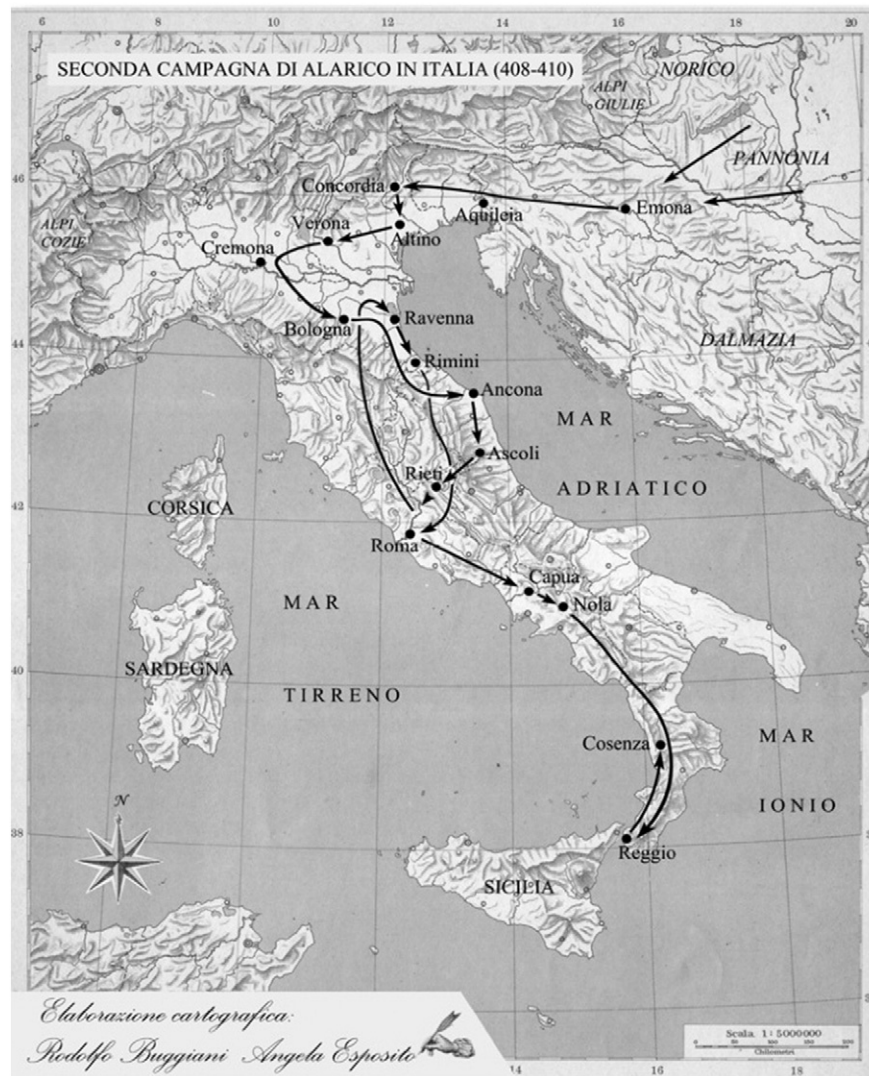 6 8 10 12 14 16 18 20
SECONDA CAMPAGNA DI ALARICO IN ITALIA (408-410)
NORICO
ALPI
GIULIE
PANNONIA
46
Concordia
Aquileia
Emona
Verona
Altino
ALPI
COZIE
Cremona
Bologna
Ravenna
DALMAZIA
44
Rimini
Ancona
MAR
Ascoli
Rieti
ADRIATICO
42
CORSICA
Roma
Capua
Nola
MAR
SARDEGNA
40
TIRRENO
Cosenza
MAR
IONIO
N
38
Reggio
SICILIA
Elaborazione cartografica:
Rodolfo Buggiani Angela Esposito
Scala 1:5000000
Chilometri
14 16